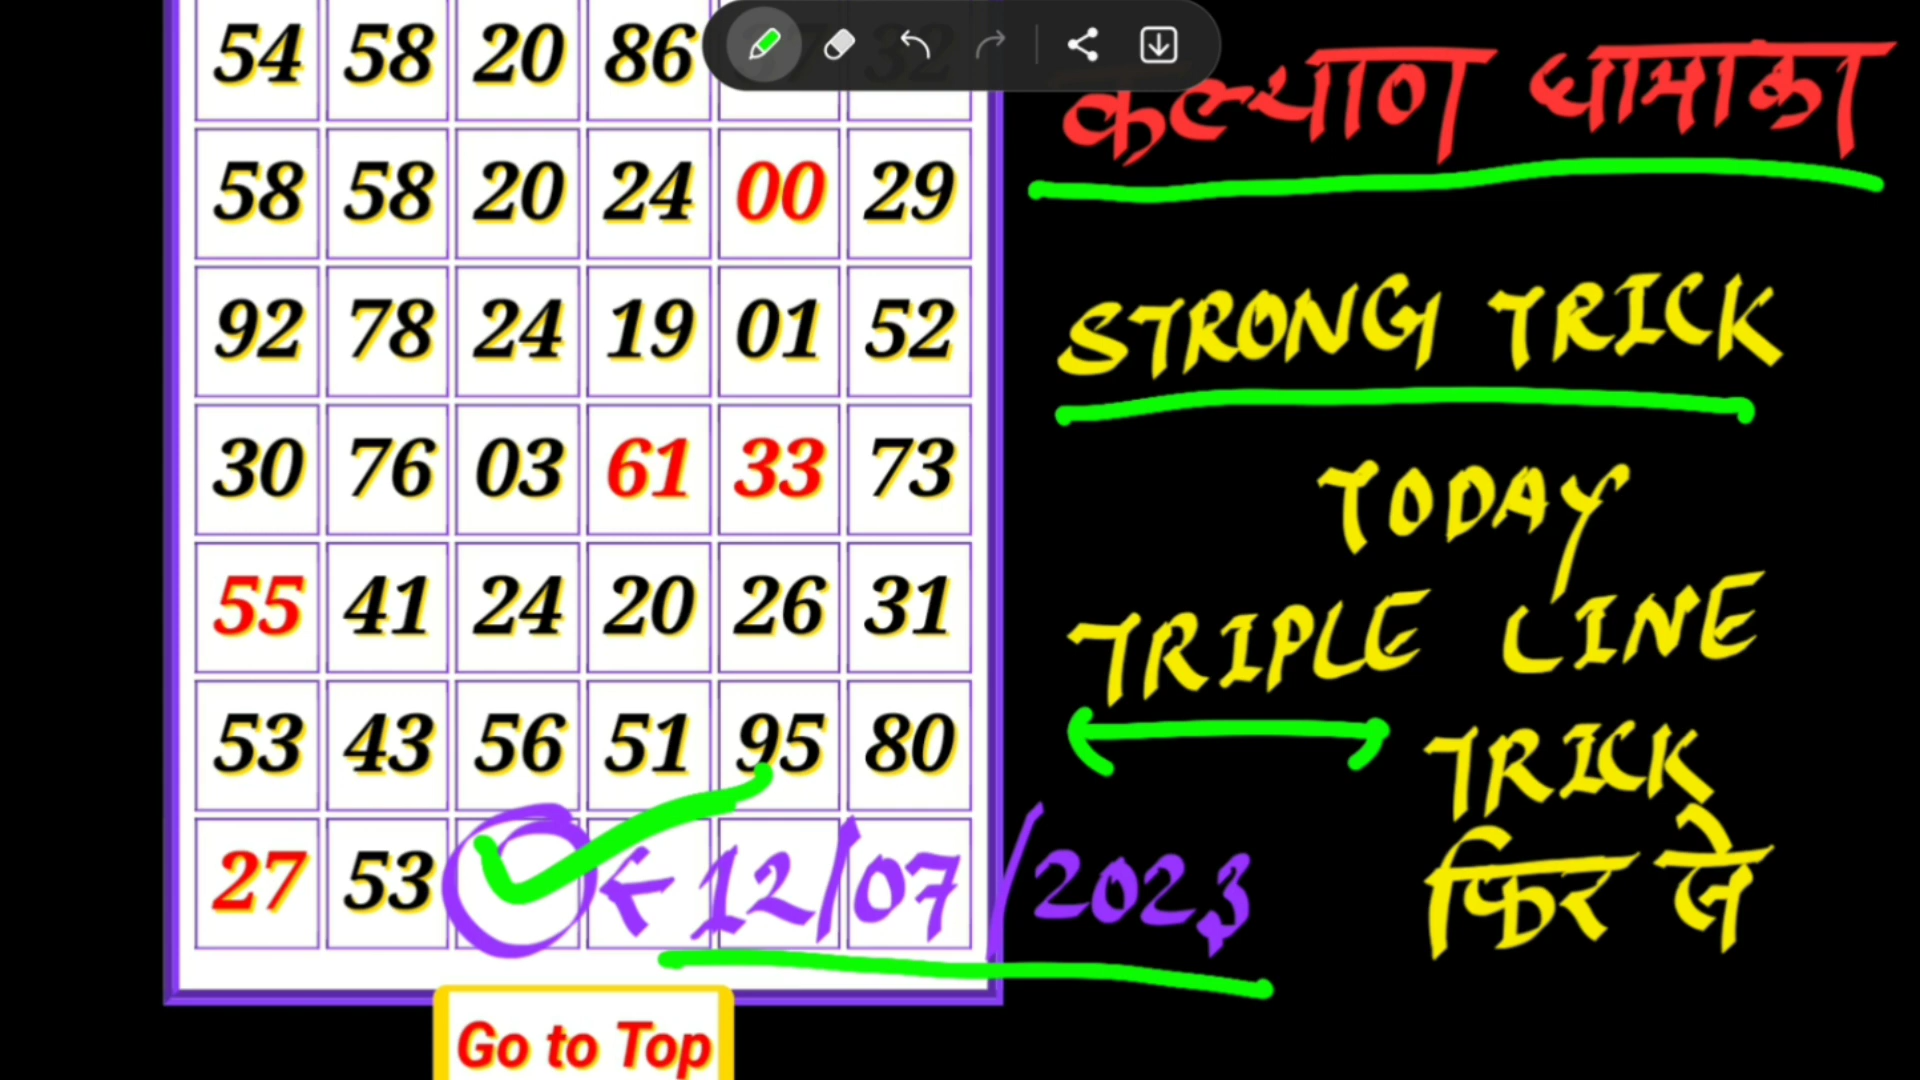 54 58 20 86 37 32
58 58 20 24 00 29
92 78 24 19 01 52
30 76 03 61 33 73
55 41 24 20 26 31
53 43 56 51 95 80
27 53
12/07/2023
Go to Top
कल्याण धामाका
STRONG TRICK
TODAY
TRIPLE LINE
TRICK
फिर ले